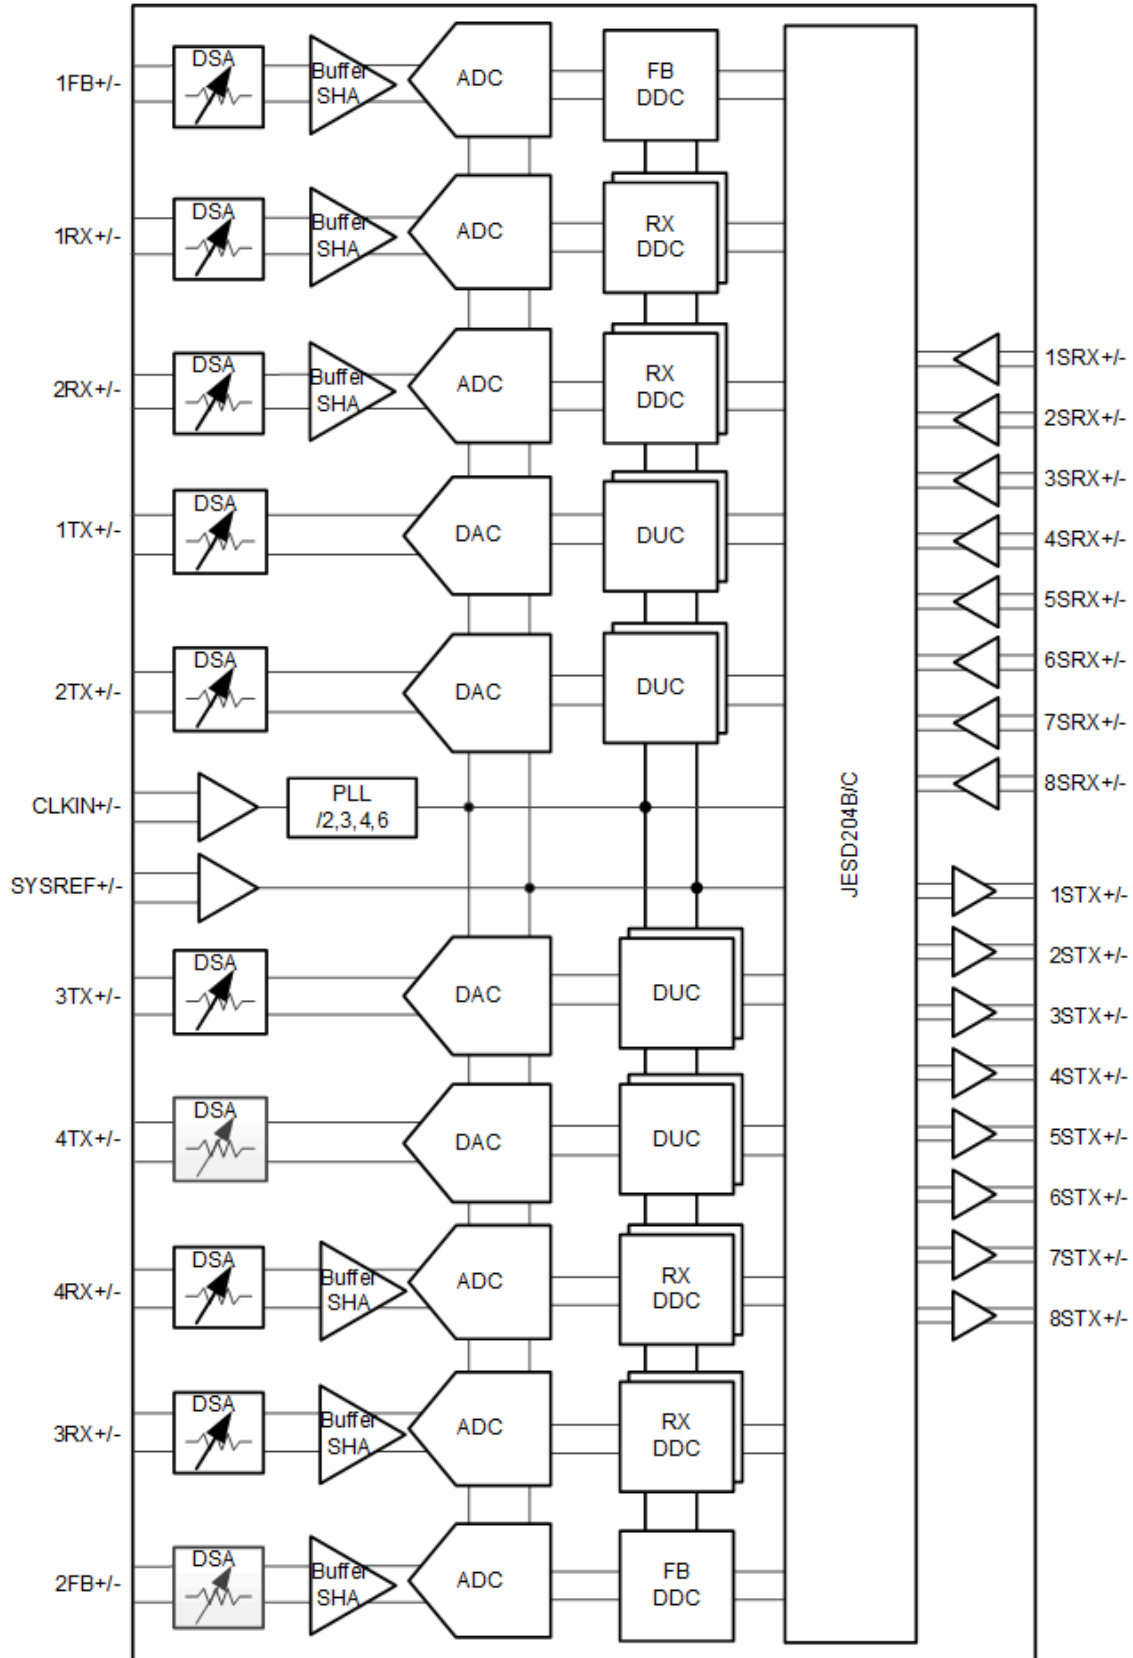 1FB+/-
DSA
Buffer
SHA
ADC
FB
DDC
1RX+/-
DSA
Buffer
SHA
ADC
RX
DDC
2RX+/-
DSA
Buffer
SHA
ADC
RX
DDC
1TX+/-
DSA
DAC
DUC
2TX+/-
DSA
DAC
DUC
CLKIN+/-
PLL
/2,3,4,6
SYSREF+/-
3TX+/-
DSA
DAC
DUC
4TX+/-
DSA
DAC
DUC
4RX+/-
DSA
Buffer
SHA
ADC
RX
DDC
3RX+/-
DSA
Buffer
SHA
ADC
RX
DDC
2FB+/-
DSA
Buffer
SHA
ADC
FB
DDC
JESD204B/C
1SRX+/-
2SRX+/-
3SRX+/-
4SRX+/-
5SRX+/-
6SRX+/-
7SRX+/-
8SRX+/-
1STX+/-
2STX+/-
3STX+/-
4STX+/-
5STX+/-
6STX+/-
7STX+/-
8STX+/-